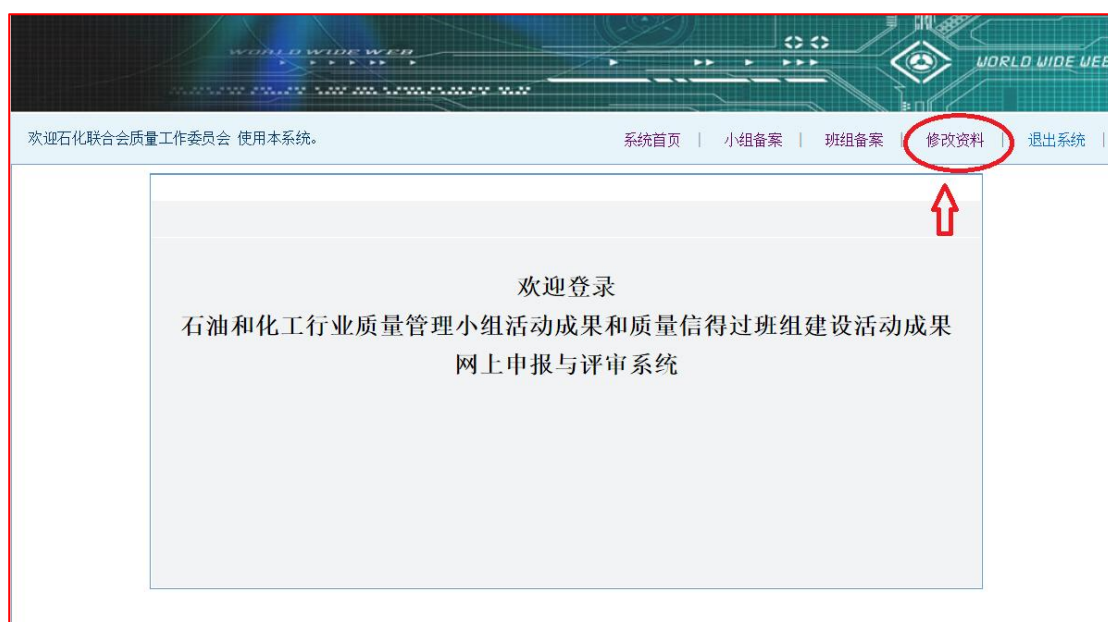 WORLD WIDE WEB
WORLD WIDE WEB
欢迎石化联合会质量工作委员会 使用本系统。
系统首页 | 小组备案 | 班组备案 | 修改资料 | 退出系统 |
欢迎登录
石油和化工行业质量管理小组活动成果和质量信得过班组建设活动成果
网上申报与评审系统